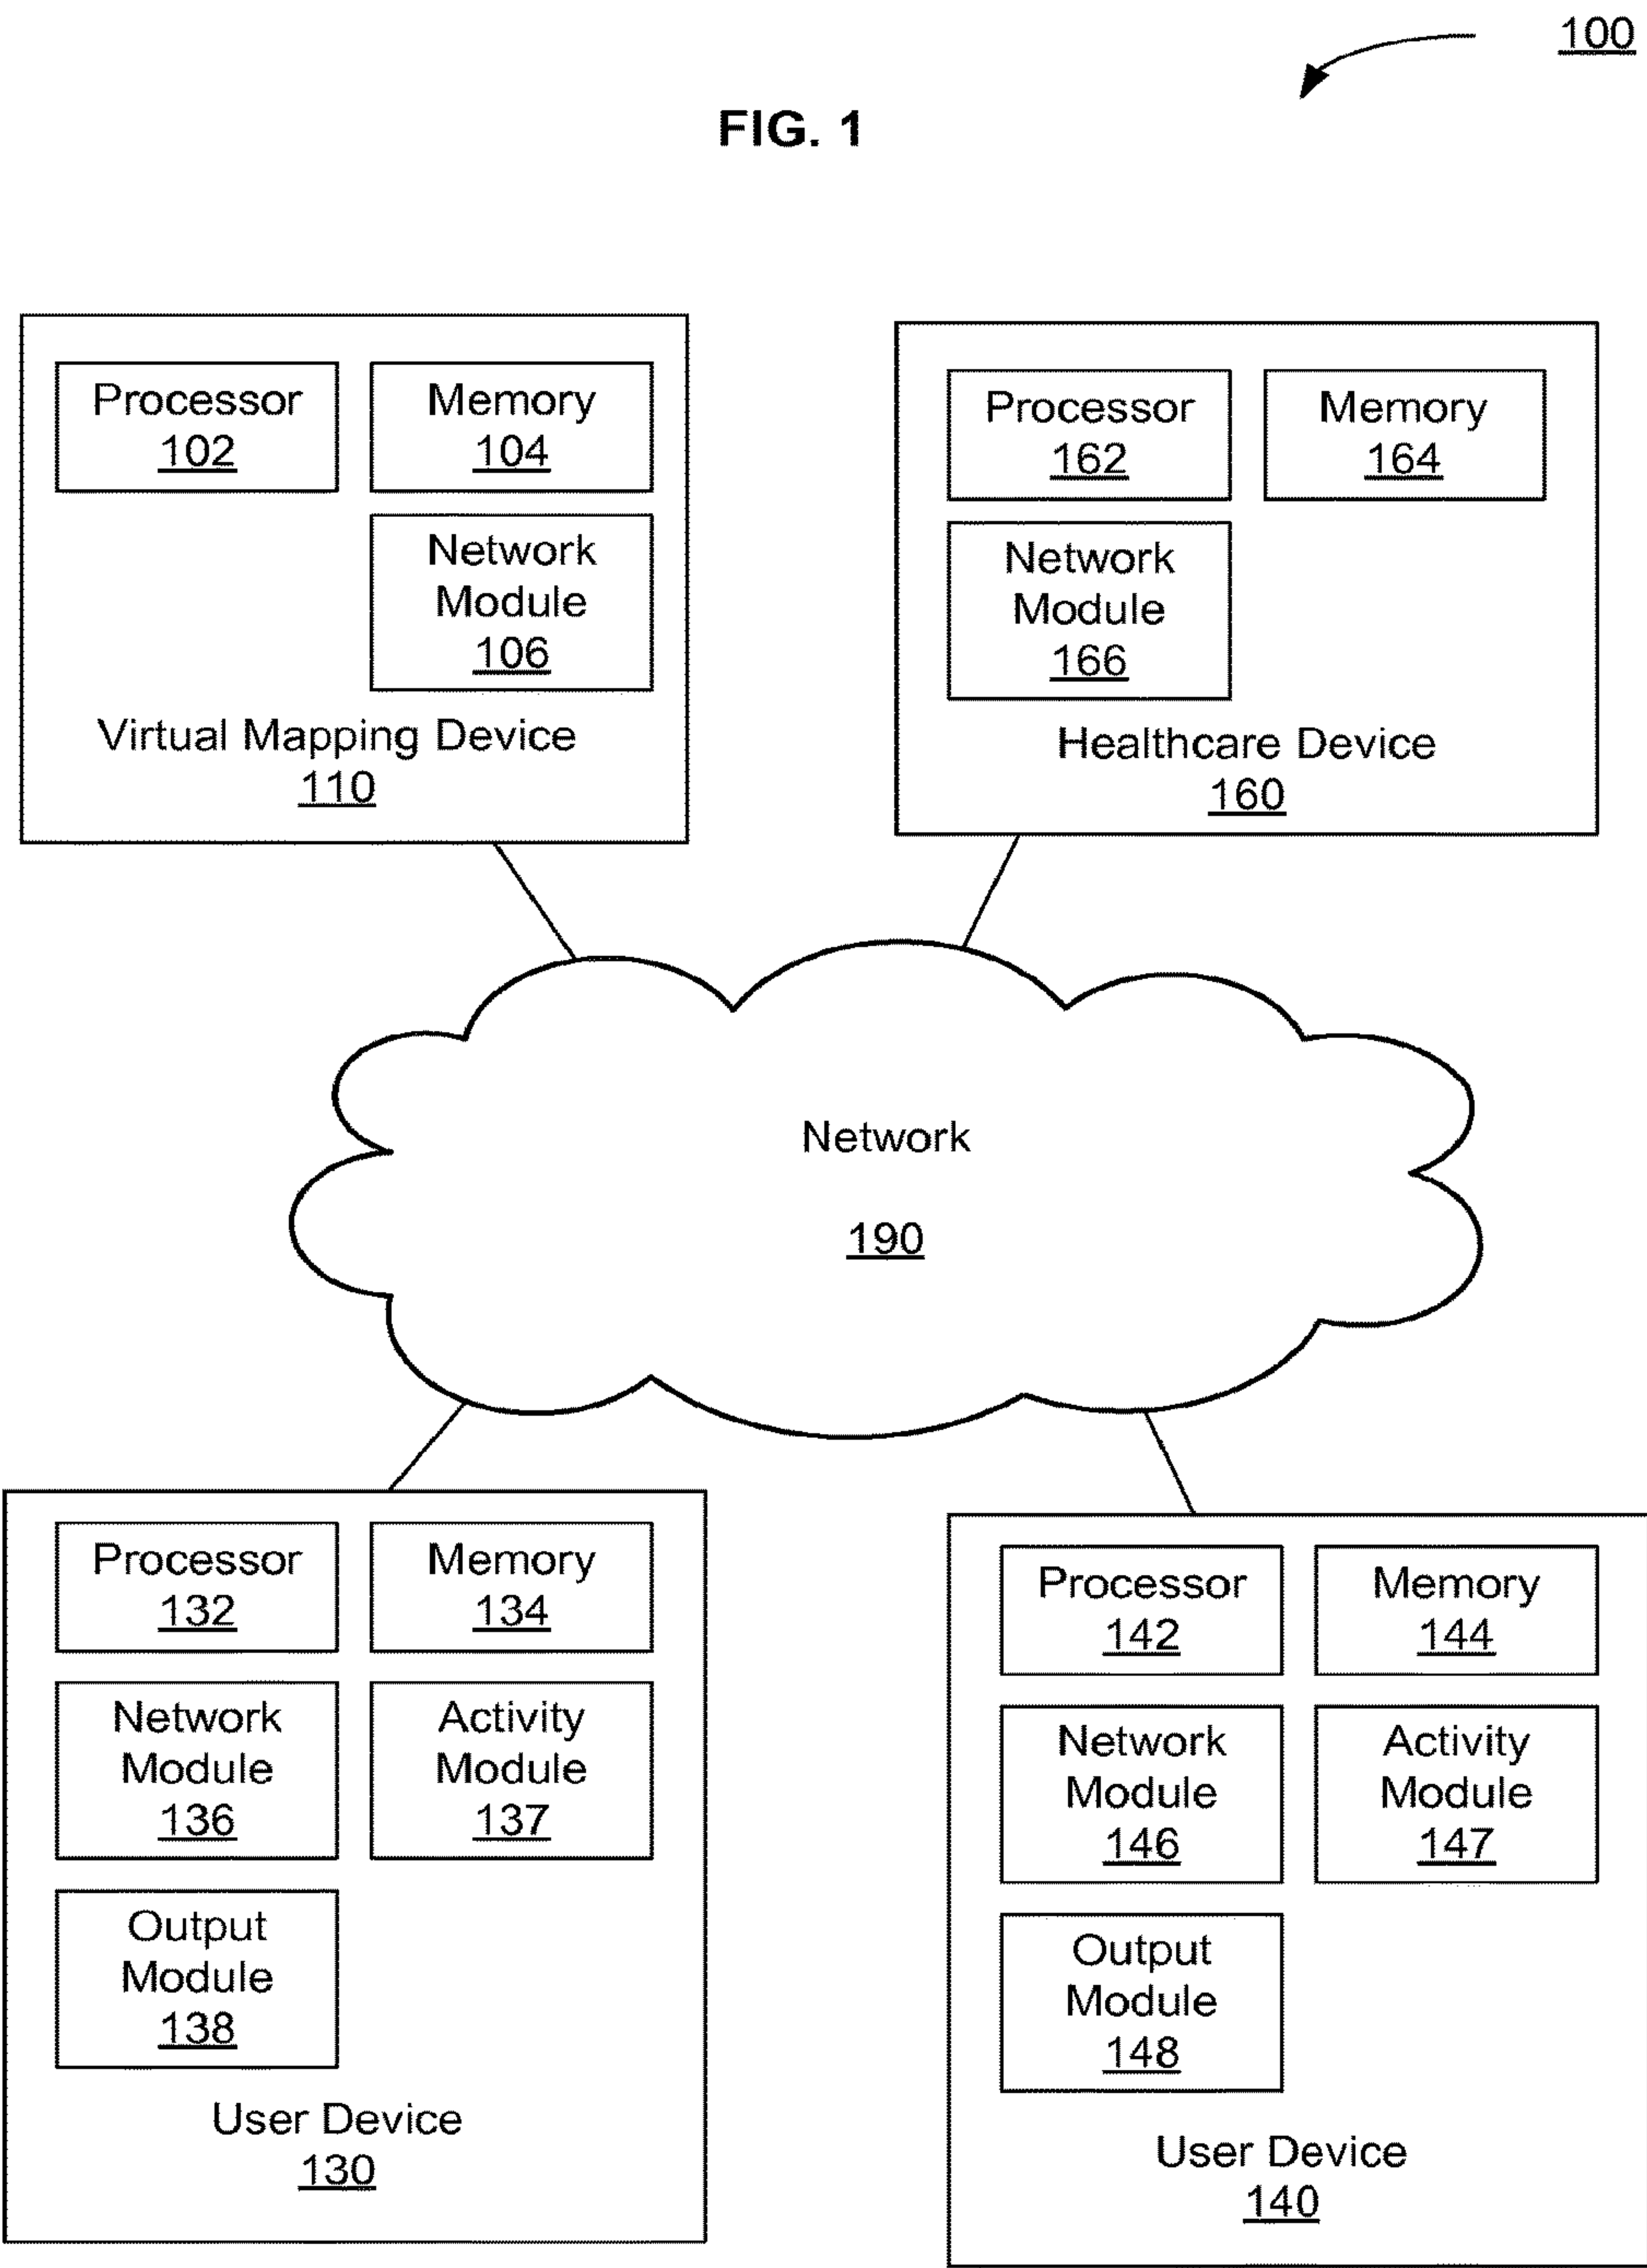 100
FIG. 1
Processor
102
Memory
104
Network
Module
106
Virtual Mapping Device
110
Processor
162
Memory
164
Network
Module
166
Healthcare Device
160
Network
190
Processor
132
Memory
134
Network
Module
136
Activity
Module
137
Output
Module
138
User Device
130
Processor
142
Memory
144
Network
Module
146
Activity
Module
147
Output
Module
148
User Device
140